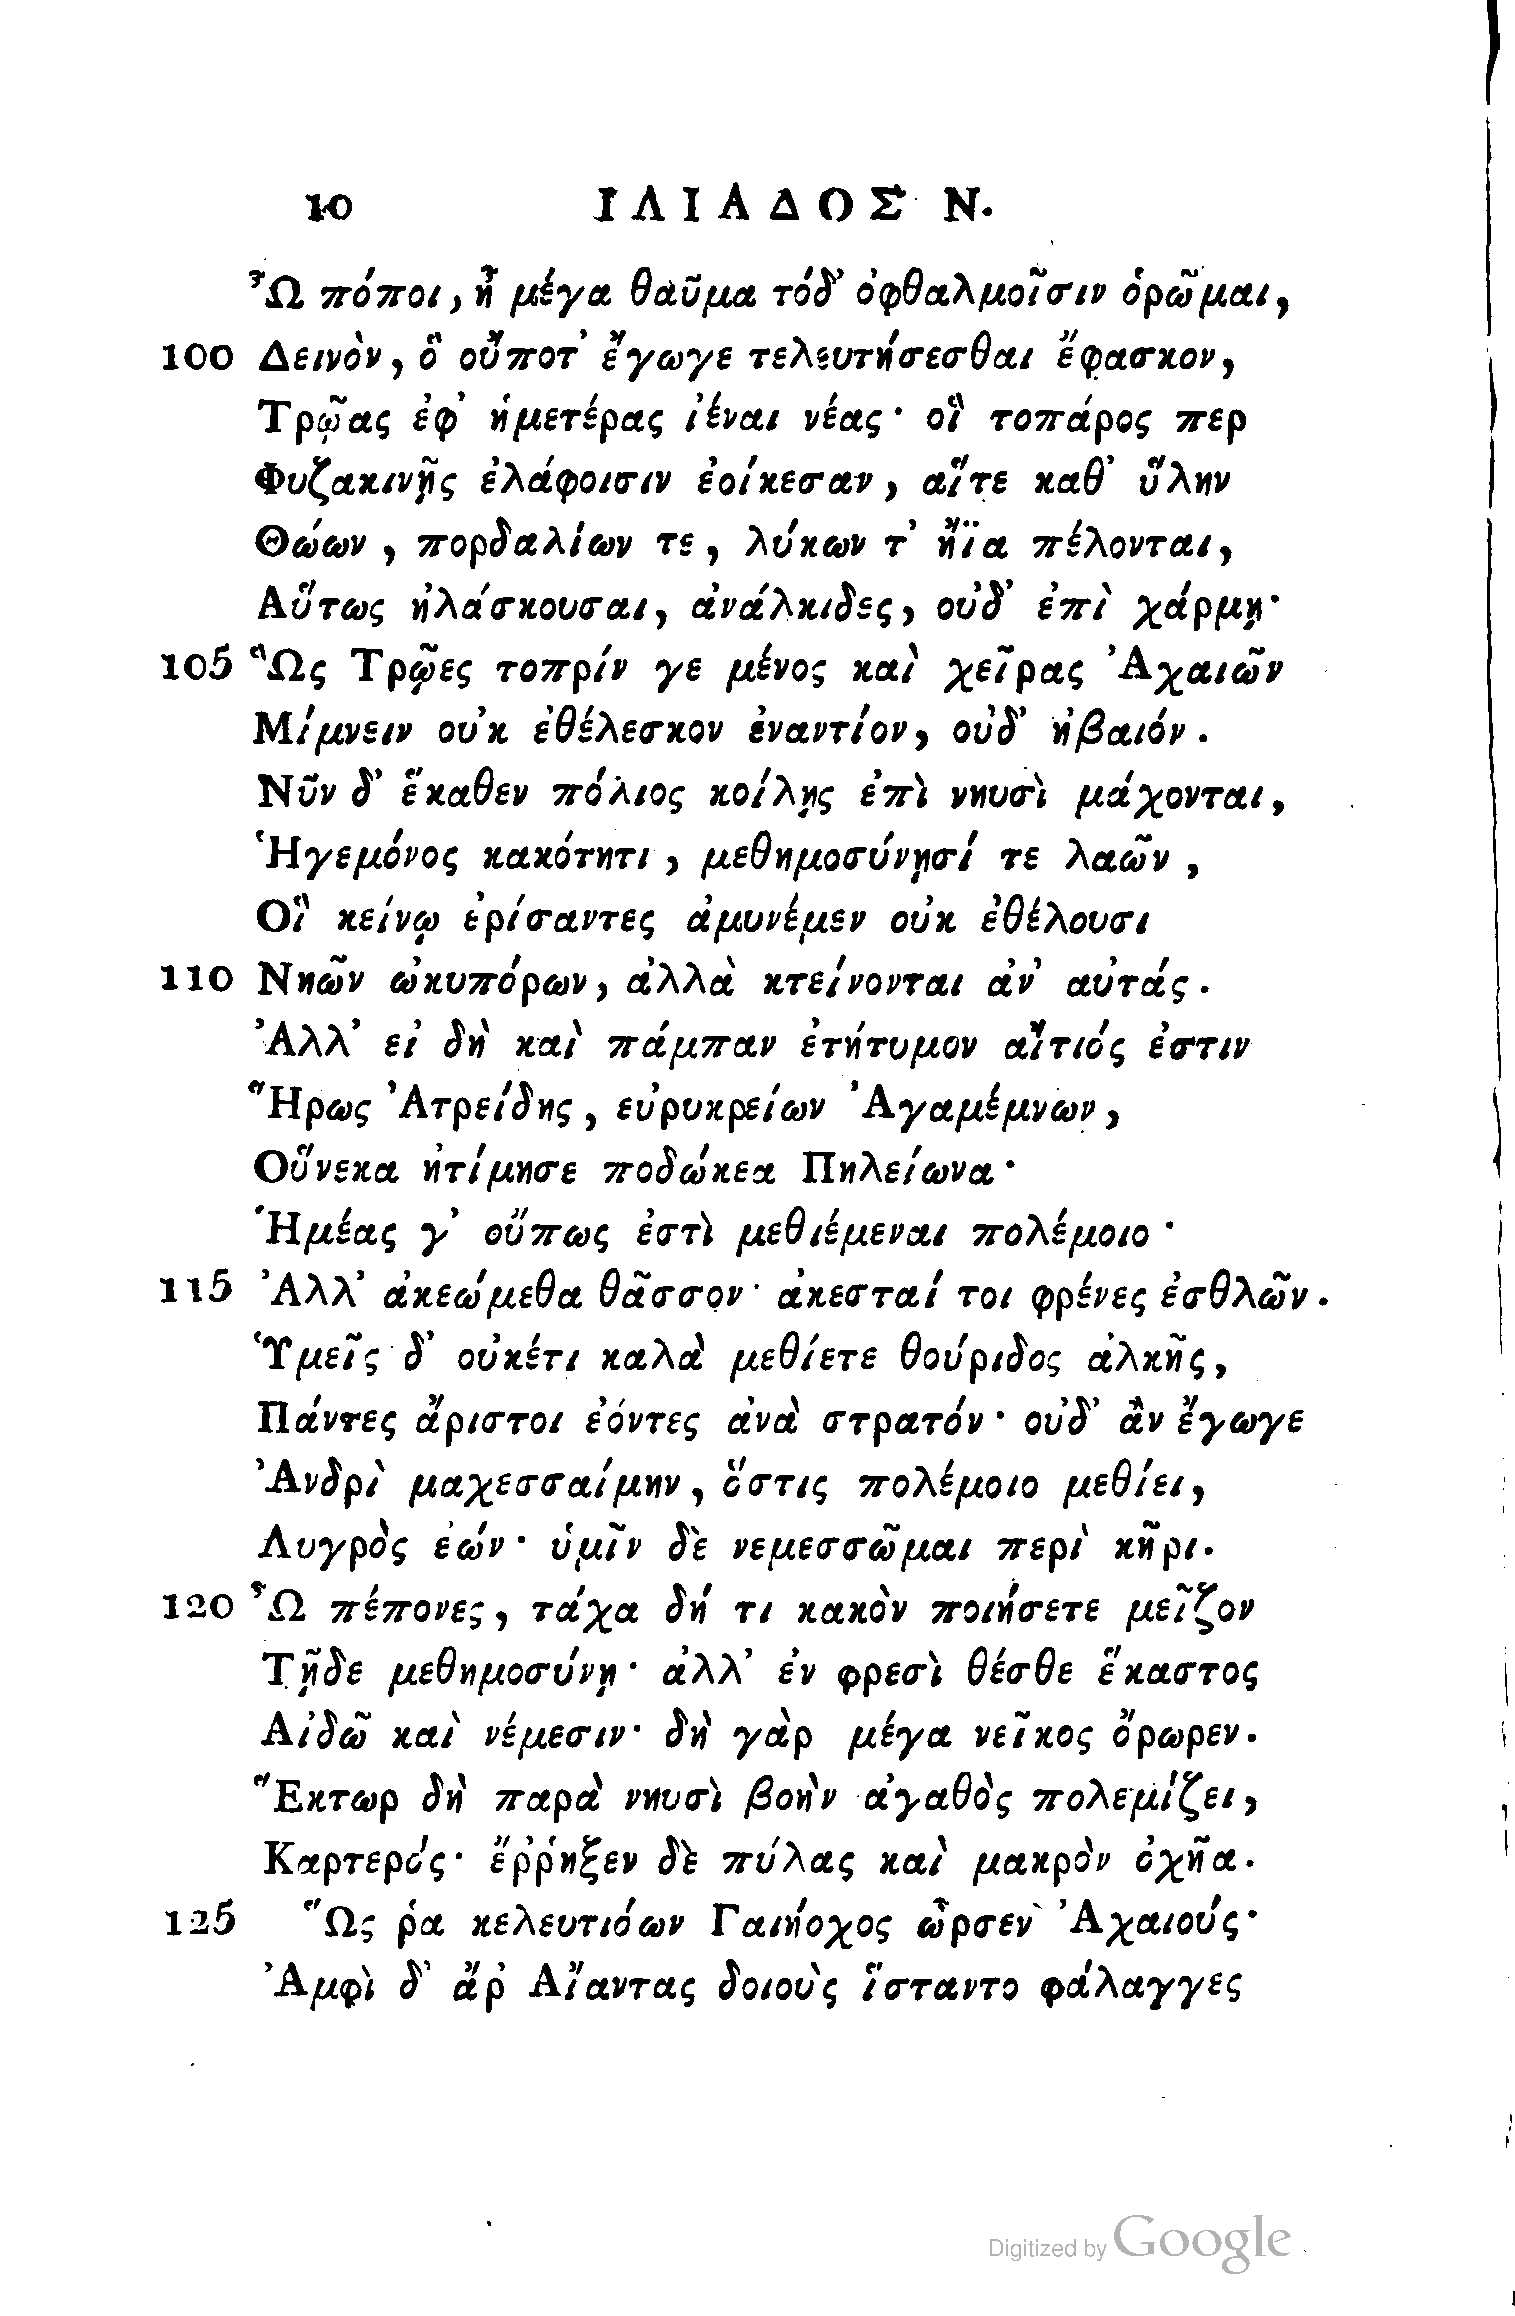 10 ΙΛΙΑΔΟΣ Ν.
Ὢ πόποι, ἦ μέγα θαῦμα τόδ' ὀφθαλμοῖσιν ὁρῶμαι,
100 Δεινὸν, ὃ οὔποτ' ἔγωγε τελευτήσεσθαι ἔφασκον,
Τρῶας ἐφ' ἡμετέρας ἰέναι νέας· οἳ τοπάρος περ
Φυζακινῇς ἐλάφοισιν ἐοίκεσαν, αἵτε καθ' ὕλην
Θώων, πορδαλίων τε, λύκων τ' ἤϊα πέλονται,
Αὕτως ἠλάσκουσαι, ἀνάλκιδες, οὐδ' ἐπὶ χάρμῃ·
105 Ὣς Τρῷες τοπρίν γε μένος καὶ χεῖρας Ἀχαιῶν
Μίμνειν οὐκ ἐθέλεσκον ἐναντίον, οὐδ' ἠβαιόν.
Νῦν δ' ἕκαθεν πόλιος κοίλῃς ἐπὶ νηυσὶ μάχονται,
Ἡγεμόνος κακότητι, μεθημοσύνῃσί τε λαῶν,
Οἳ κείνῳ ἐρίσαντες ἀμυνέμεν οὐκ ἐθέλουσι
110 Νηῶν ὠκυπόρων, ἀλλὰ κτείνονται ἀν' αὐτάς.
Ἀλλ' εἰ δὴ καὶ πάμπαν ἐτήτυμον αἴτιός ἐστιν
Ἥρως Ἀτρείδης, εὐρυκρείων Ἀγαμέμνων,
Οὕνεκα ἠτίμησε ποδώκεα Πηλείωνα·
Ἡμέας γ' οὔπως ἐστὶ μεθιέμεναι πολέμοιο·
115 Ἀλλ' ἀκεώμεθα θᾶσσον· ἀκεσταί τοι φρένες ἐσθλῶν.
Ὑμεῖς δ' οὐκέτι καλὰ μεθίετε θούριδος ἀλκῆς,
Πάντες ἄριστοι ἐόντες ἀνὰ στρατόν· οὐδ' ἂν ἔγωγε
Ἀνδρὶ μαχεσσαίμην, ὅστις πολέμοιο μεθίει,
Λυγρὸς ἐών· ὑμῖν δὲ νεμεσσῶμαι περὶ κῆρι.
120 Ὦ πέπονες, τάχα δή τι κακὸν ποιήσετε μεῖζον
Τῇδε μεθημοσύνῃ· ἀλλ' ἐν φρεσὶ θέσθε ἕκαστος
Αἰδῶ καὶ νέμεσιν· δὴ γὰρ μέγα νεῖκος ὄρωρεν.
Ἕκτωρ δὴ παρὰ νηυσὶ βοὴν ἀγαθὸς πολεμίζει,
Καρτερός· ἔῤῥηξεν δὲ πύλας καὶ μακρὸν ὀχῆα.
125 Ὥς ῥα κελευτιόων Γαιήοχος ὦρσεν Ἀχαιούς·
Ἀμφὶ δ' ἄρ' Αἴαντας δοιοὺς ἵσταντο φάλαγγες
Digitized by Google